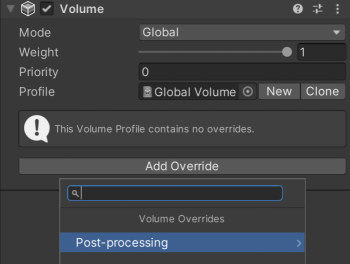 Volume
Mode Global
Weight 1
Priority 0
Profile Global Volume New Clone
This Volume Profile contains no overrides.
Add Override
Volume Overrides
Post-processing